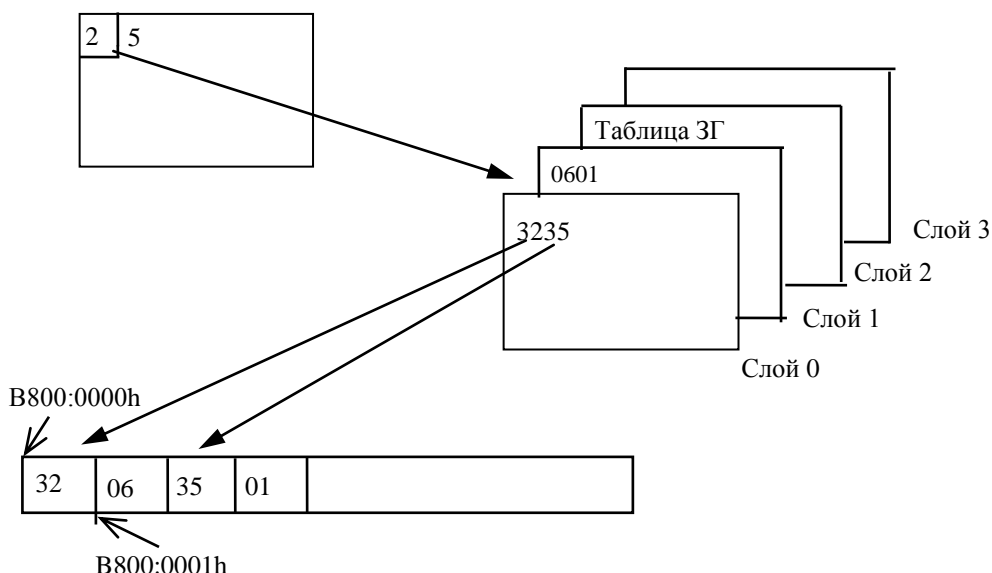 2 5
Таблица ЗГ
0601
3235
Слой 3
Слой 2
Слой 1
Слой 0
B800:0000h
32 06 35 01
B800:0001h